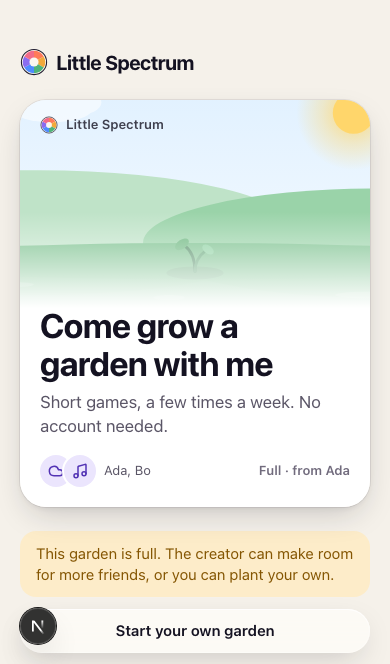 Little Spectrum
Little Spectrum
Come grow a
garden with me
Short games, a few times a week. No
account needed.
Ada, Bo
Full · from Ada
This garden is full. The creator can make room
for more friends, or you can plant your own.
N
Start your own garden